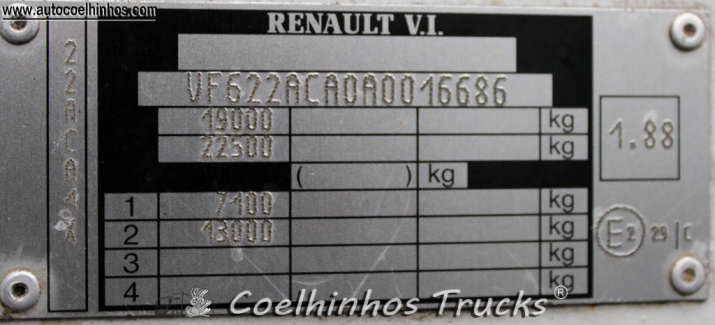 www.autocoelhinhos.com
RENAULT V.I.
VF622ACA0A0016686
19000 kg
22500 kg
( ) kg
1 7100 kg
2 13000 kg
3 kg
4 kg
22ACA1X
1.88
E2 29/C
Coelhinhos Trucks®